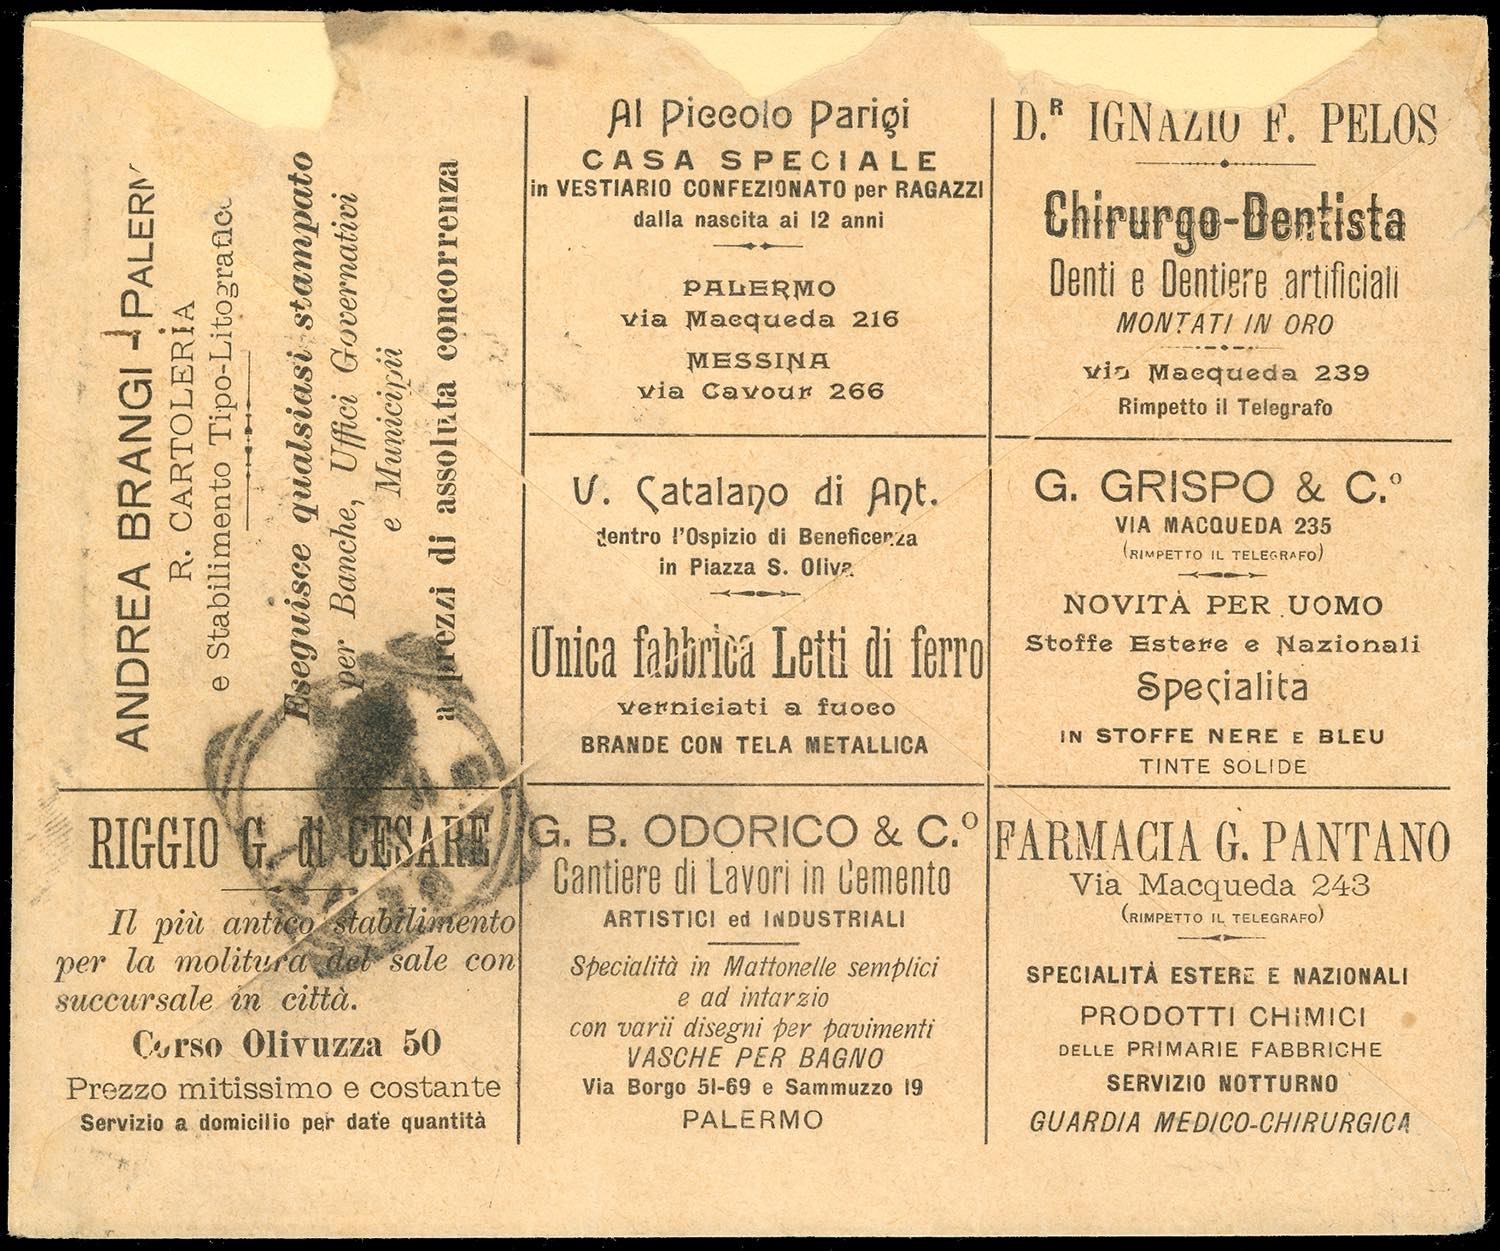 ANDREA BRANGI - PALERM
R. CARTOLERIA
e Stabilimento Tipo-Litografico
Eseguisce qualsiasi stampato
per Banche, Uffici Governativi
e Municipii
a prezzi di assoluta concorrenza
Al Piccolo Parigi
CASA SPECIALE
in VESTIARIO CONFEZIONATO per RAGAZZI
dalla nascita ai 12 anni
PALERMO
via Macqueda 216
MESSINA
via Cavour 266
D.R IGNAZIO F. PELOS
Chirurgo-Dentista
Denti e Dentiere artificiali
MONTATI IN ORO
via Macqueda 239
Rimpetto il Telegrafo
V. Catalano di Ant.
dentro l'Ospizio di Beneficenza
in Piazza S. Oliva
Unica fabbrica Letti di ferro
verniciati a fuoco
BRANDE CON TELA METALLICA
G. GRISPO & C.º
VIA MACQUEDA 235
(RIMPETTO IL TELEGRAFO)
NOVITÀ PER UOMO
Stoffe Estere e Nazionali
Specialita
IN STOFFE NERE E BLEU
TINTE SOLIDE
RIGGIO G. di CESARE
Il più antico stabilimento
per la molitura del sale con
succursale in città.
Corso Olivuzza 50
Prezzo mitissimo e costante
Servizio a domicilio per date quantità
G. B. ODORICO & C.º
Cantiere di Lavori in Cemento
ARTISTICI ed INDUSTRIALI
Specialità in Mattonelle semplici
e ad intarzio
con varii disegni per pavimenti
VASCHE PER BAGNO
Via Borgo 51-69 e Sammuzzo 19
PALERMO
FARMACIA G. PANTANO
Via Macqueda 243
(RIMPETTO IL TELEGRAFO)
SPECIALITÀ ESTERE E NAZIONALI
PRODOTTI CHIMICI
DELLE PRIMARIE FABBRICHE
SERVIZIO NOTTURNO
GUARDIA MEDICO-CHIRURGICA